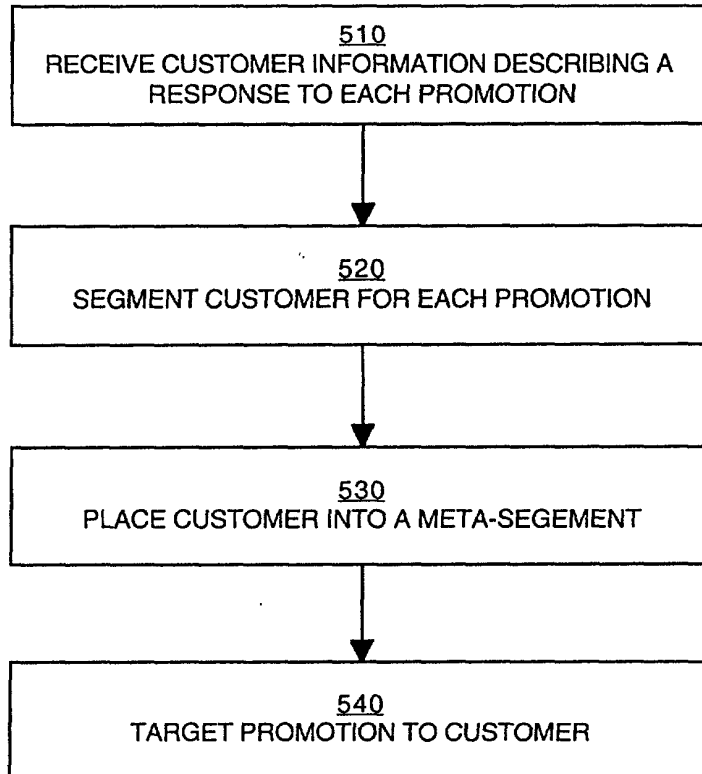 510
RECEIVE CUSTOMER INFORMATION DESCRIBING A
RESPONSE TO EACH PROMOTION
520
SEGMENT CUSTOMER FOR EACH PROMOTION
530
PLACE CUSTOMER INTO A META-SEGEMENT
540
TARGET PROMOTION TO CUSTOMER